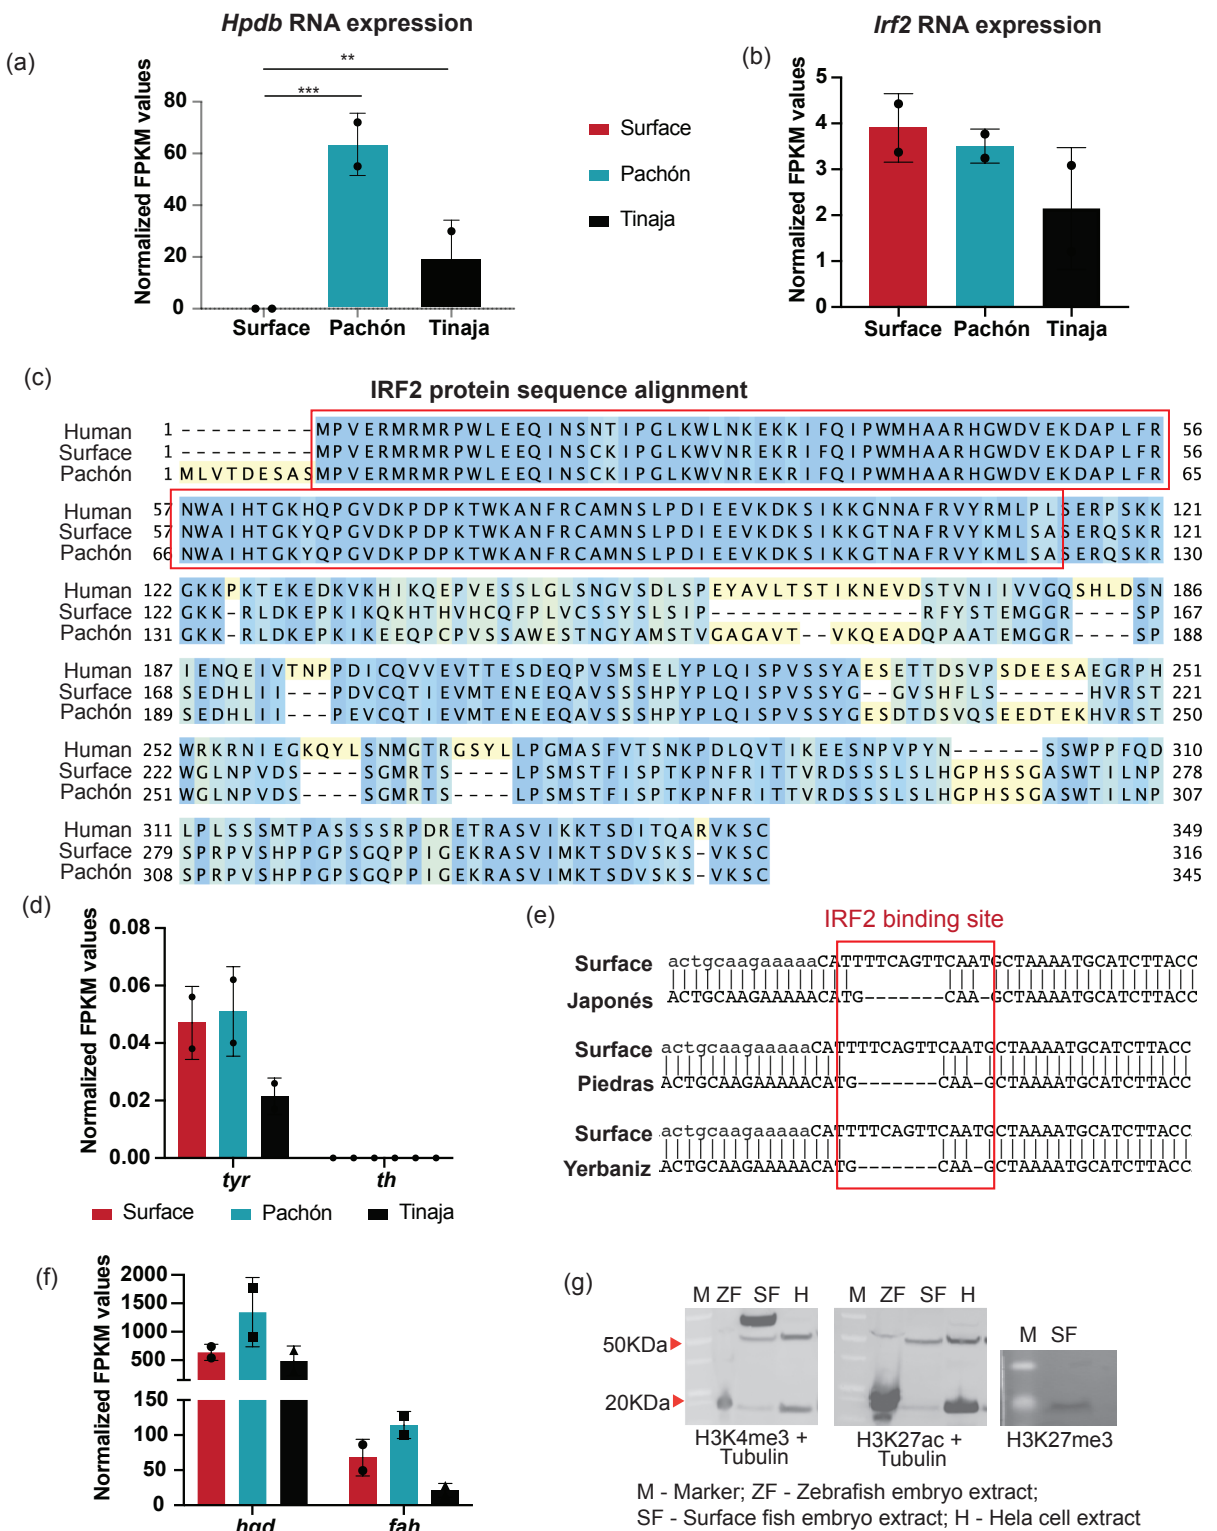 Hpdb RNA expression
Irf2 RNA expression
(a)
Normalized FPKM values
80
60
40
20
0
Surface Pachón Tinaja
***
**
Surface
Pachón
Tinaja
(b)
Normalized FPKM values
5
4
3
2
1
0
Surface Pachón Tinaja
(c)
IRF2 protein sequence alignment
Human 1 ---------MPVERMRMRPWLEEQINSNTIPGLKWLNKEKKIFQIPWMHAARHGWDVEKDAPLFR 56
Surface 1 ---------MPVERMRMRPWLEEQINSCKIPGLKWVNREKRIFQIPWMHAARHGWDVEKDAPLFR 56
Pachón 1 MLVTDESASMPVERMRMRPWLEEQINSCKIPGLKWVNREKRIFQIPWMHAARHGWDVEKDAPLFR 65
Human 57 NWAIHTGKHQPGVDKPDPKTWKANFRCAMNSLPDIEEVKDKSIKKGNNAFRVYRMLPLSERPSKK 121
Surface 57 NWAIHTGKYQPGVDKPDPKTWKANFRCAMNSLPDIEEVKDKSIKKGTNAFRVYKMLSASERQSKR 121
Pachón 66 NWAIHTGKYQPGVDKPDPKTWKANFRCAMNSLPDIEEVKDKSIKKGTNAFRVYKMLSASERQSKR 130
Human 122 GKKPKTEKEDKVKHIKQEPVESSLGLSNGVSDLSPEYAVLTSTIKNEVDSTVNIIVVGQSHLDSN 186
Surface 122 GKK-RLDKEPKIKQKHTHVHCQFPLVCSSYSLSIP--------------RFYSTEMGGR----SP 167
Pachón 131 GKK-RLDKEPKIKEEQPCPVSSAWESTNGYAMSTVGAGAVT--VKQEADQPAATEMGGR----SP 188
Human 187 IENQEIVTNPPDICQVVEVTTESDEQPVSMSELYPLQISPVSSYAESETTDSVPSDEESAEGRPH 251
Surface 168 SEDHLII---PDVCQTIEVMTENEEQAVSSSHPYPLQISPVSSYG--GVSHFLS------HVRST 221
Pachón 189 SEDHLII---PEVCQTIEVMTENEEQAVSSSHPYPLQISPVSSYGESDTDSVQSEEDTEKHVRST 250
Human 252 WRKRNIEGKQYLSNMGTRGSYLLPGMASFVTSNKPDLQVTIKEESNPVPYN------SSWPPFQD 310
Surface 222 WGLNPVDS----SGMRTS----LPSMSTFISPTKPNFRITTVRDSSSLSLHGPHSSGASWTILNP 278
Pachón 251 WGLNPVDS----SGMRTS----LPSMSTFISPTKPNFRITTVRDSSSLSLHGPHSSGASWTILNP 307
Human 311 LPLSSSMTPASSSSRPDRETRASVIKKTSDITQARVKSC 349
Surface 279 SPRPVSHPPGPSGQPPIGEKRASVIMKTSDVSKS-VKSC 316
Pachón 308 SPRPVSHPPGPSGQPPIGEKRASVIMKTSDVSKS-VKSC 345
(d)
Normalized FPKM values
0.08
0.06
0.04
0.02
0.00
tyr th
Surface Pachón Tinaja
(e)
IRF2 binding site
Surface actgcaagaaaaaCATTTTCAGTTCAATGCTAAAATGCATCTTACC
Japonés ACTGCAAGAAAAACATG-------CAA-GCTAAAATGCATCTTACC
Surface actgcaagaaaaaCATTTTCAGTTCAATGCTAAAATGCATCTTACC
Piedras ACTGCAAGAAAAACATG-------CAA-GCTAAAATGCATCTTACC
Surface actgcaagaaaaaCATTTTCAGTTCAATGCTAAAATGCATCTTACC
Yerbaniz ACTGCAAGAAAAACATG-------CAA-GCTAAAATGCATCTTACC
(f)
Normalized FPKM values
2000
1500
1000
500
150
100
50
0
hgd fah
(g)
M ZF SF H
M ZF SF H
M SF
50KDa
20KDa
H3K4me3 +
Tubulin
H3K27ac +
Tubulin
H3K27me3
M - Marker; ZF - Zebrafish embryo extract;
SF - Surface fish embryo extract; H - Hela cell extract